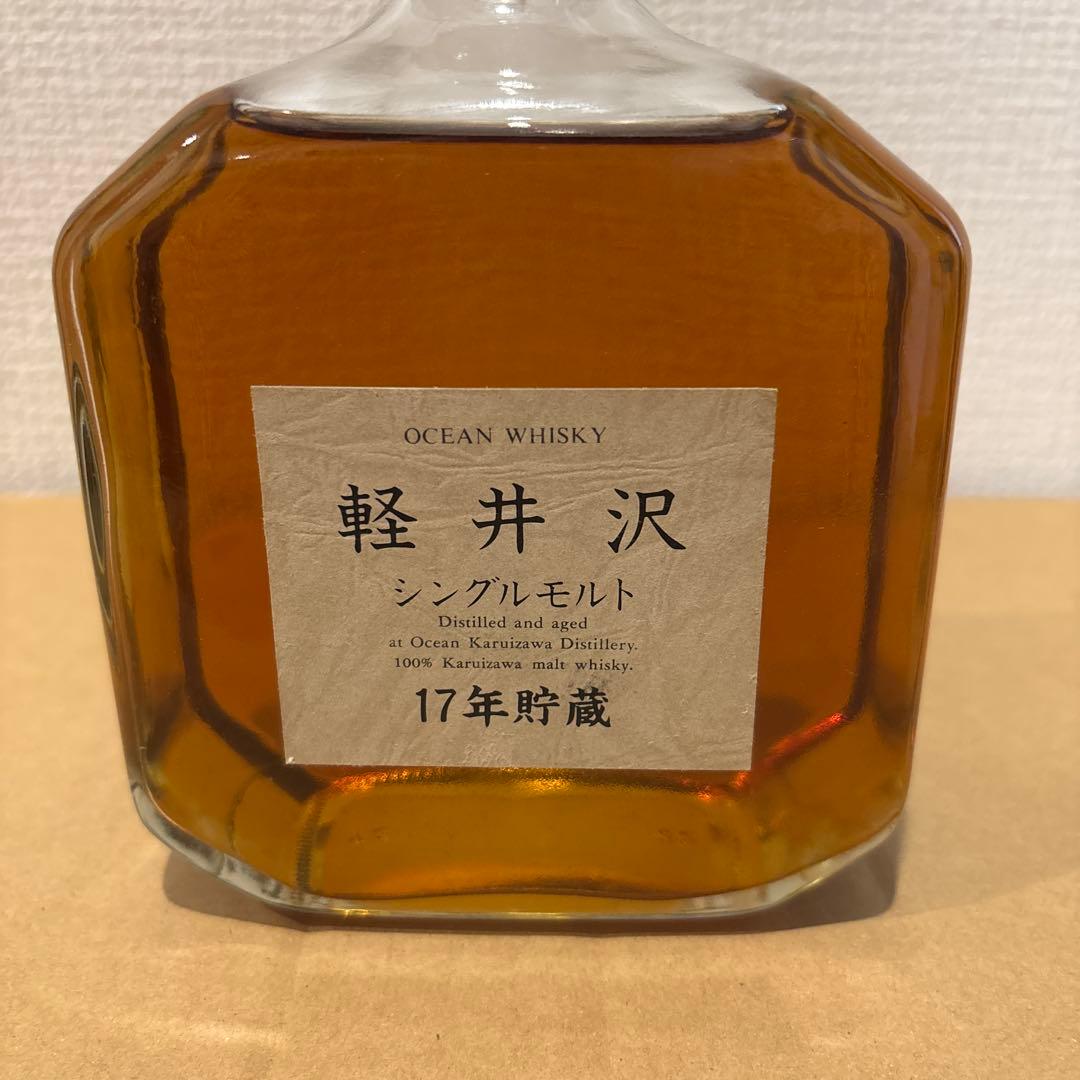 OCEAN WHISKY
軽井沢
シングルモルト
Distilled and aged
at Ocean Karuizawa Distillery.
100% Karuizawa malt whisky.
17年貯蔵